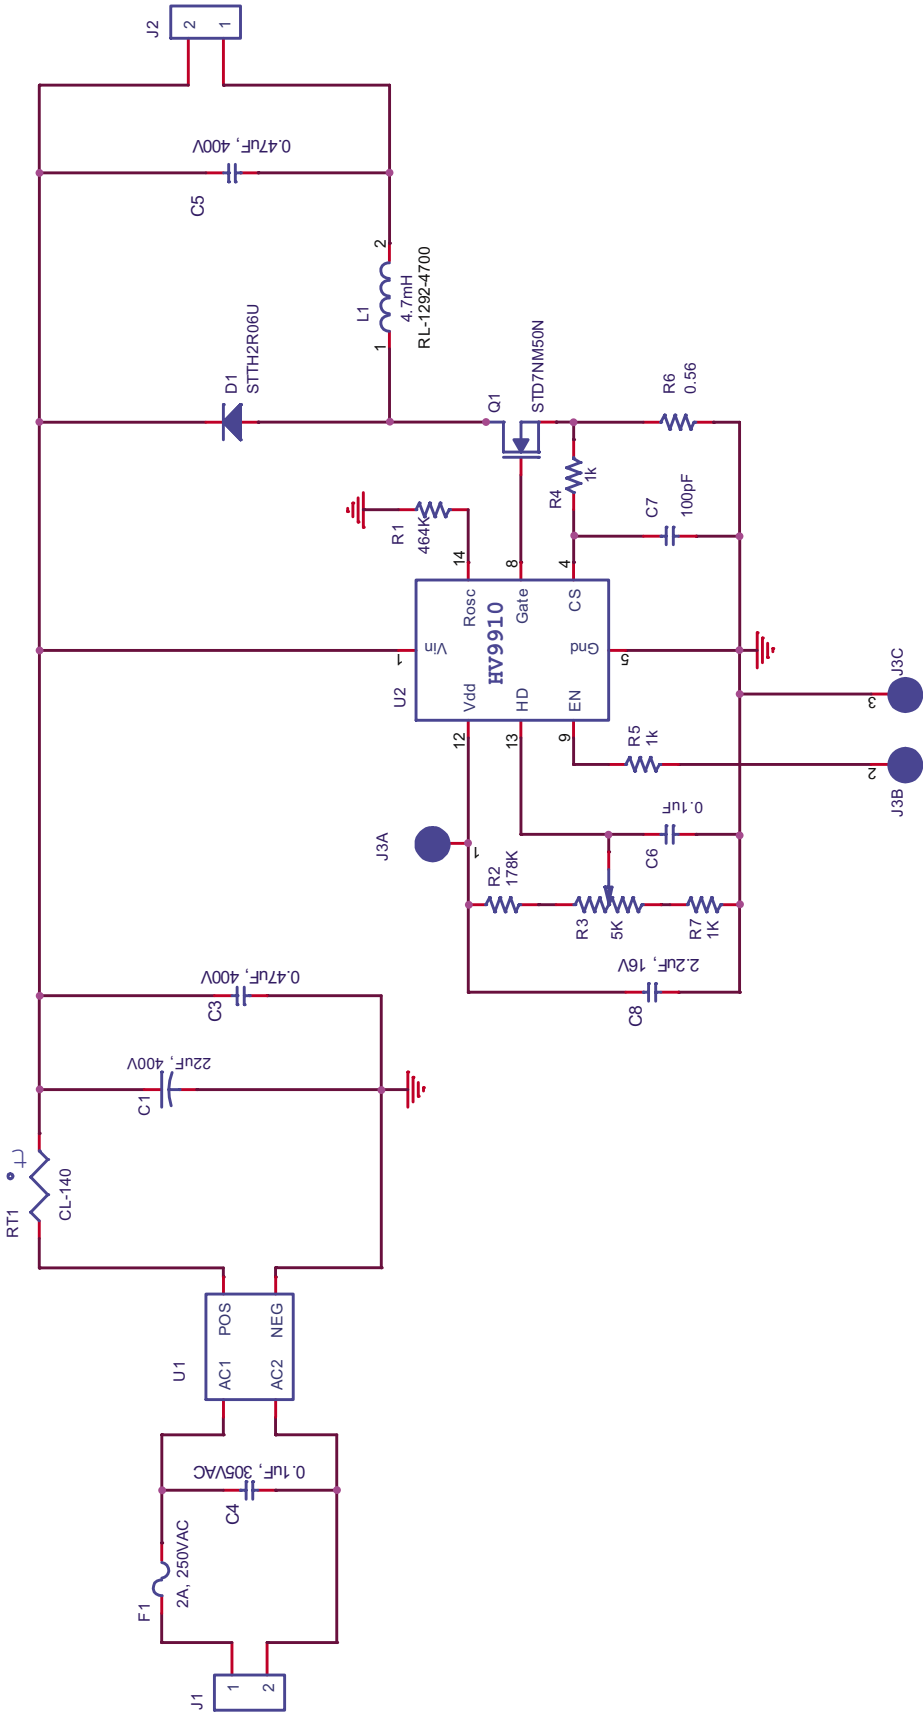 J2
2
1
0.47uF, 400V
C5
L1
4.7mH
RL-1292-4700
1
2
D1
STTH2R06U
Q1
STD7NM50N
R6
0.56
R4
1k
C7
100pF
R1
464K
14
8
4
1
5
12
13
9
U2
HV9910
Vin
Rosc
Gate
CS
Gnd
Vdd
HD
EN
R5
1k
J3C
3
J3B
2
J3A
1
0.1uF
C6
R2
178K
R3
5K
R7
1K
2.2uF, 16V
C8
0.47uF, 400V
C3
22uF, 400V
C1
RT1
t
CL-140
U1
AC1
POS
AC2
NEG
0.1uF, 305VAC
C4
F1
2A, 250VAC
J1
1
2